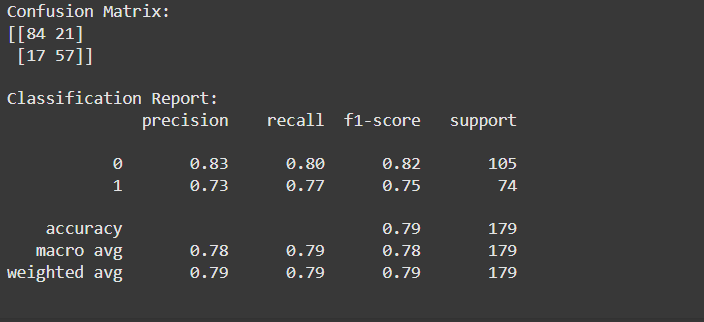 Confusion Matrix:
[[84 21]
 [17 57]]
Classification Report:
              precision    recall  f1-score   support
           0       0.83      0.80      0.82       105
           1       0.73      0.77      0.75        74
    accuracy                           0.79       179
   macro avg       0.78      0.79      0.78       179
weighted avg       0.79      0.79      0.79       179